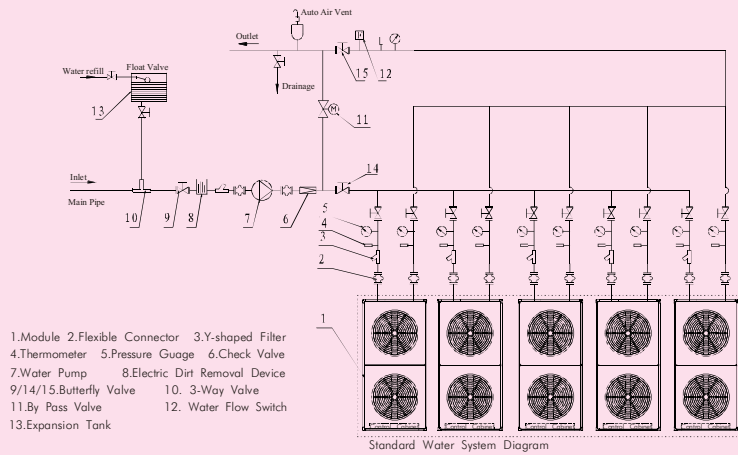 Auto Air Vent
Outlet
Water refill
Float Valve
Drainage
15
12
13
11
Inlet
Main Pipe
14
10
9
8
7
6
5
4
3
2
1
1.Module 2.Flexible Connector 3.Y-shaped Filter
4.Thermometer 5.Pressure Guage 6.Check Valve
7.Water Pump 8.Electric Dirt Removal Device
9/14/15.Butterfly Valve 10. 3-Way Valve
11.By Pass Valve 12. Water Flow Switch
13.Expansion Tank
Standard Water System Diagram